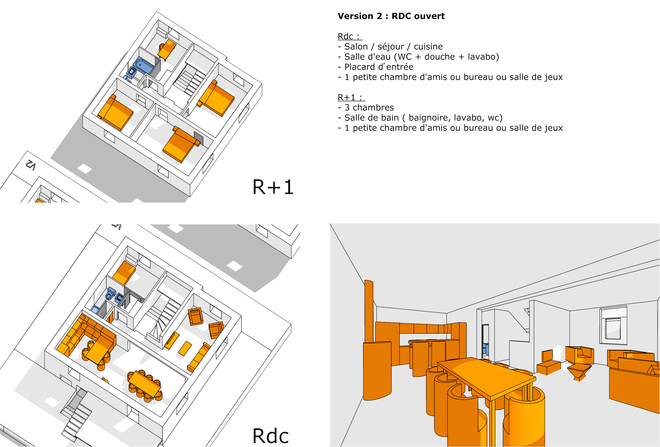 Version 2 : RDC ouvert
Rdc :
- Salon / séjour / cuisine
- Salle d'eau (WC + douche + lavabo)
- Placard d'entrée
- 1 petite chambre d'amis ou bureau ou salle de jeux
R+1 :
- 3 chambres
- Salle de bain ( baignoire, lavabo, wc)
- 1 petite chambre d'amis ou bureau ou salle de jeux
V2
R+1
Rdc